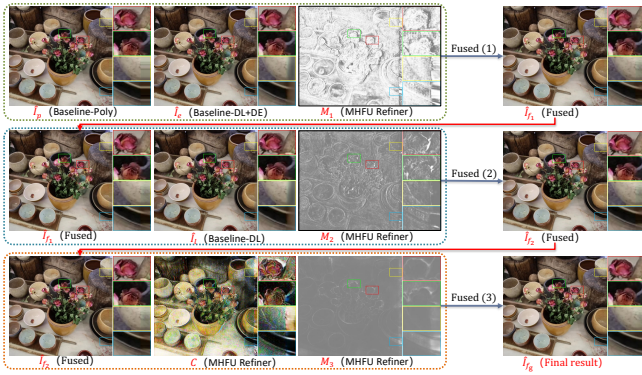 Î_p (Baseline-Poly) Î_e (Baseline-DL+DE) M_1 (MHFU Refiner) Fused (1) Î_f1 (Fused)
Î_f1 (Fused) Î_l (Baseline-DL) M_2 (MHFU Refiner) Fused (2) Î_f2 (Fused)
Î_f2 (Fused) C (MHFU Refiner) M_3 (MHFU Refiner) Fused (3) Î_fg (Final result)